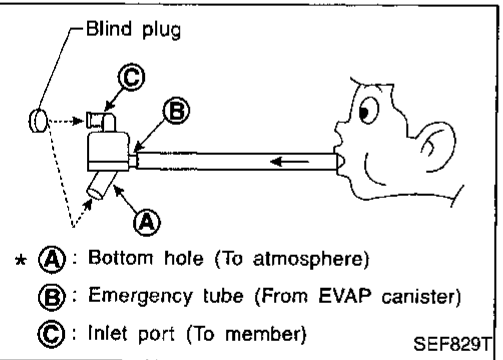 Blind plug
C
B
A
* A : Bottom hole (To atmosphere)
B : Emergency tube (From EVAP canister)
C : Inlet port (To member)
SEF829T